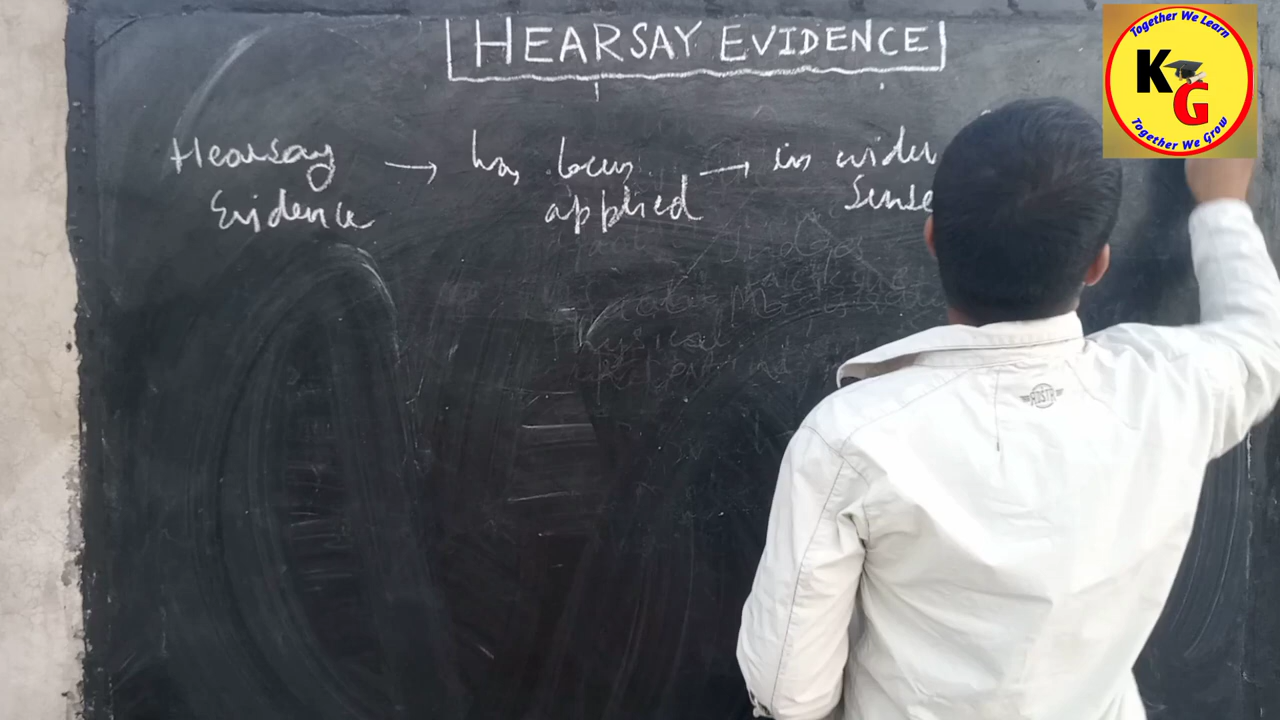 HEARSAY EVIDENCE
Hearsay → has been → in wider
Evidence applied Sense
Together We Learn
KG
Together We Grow